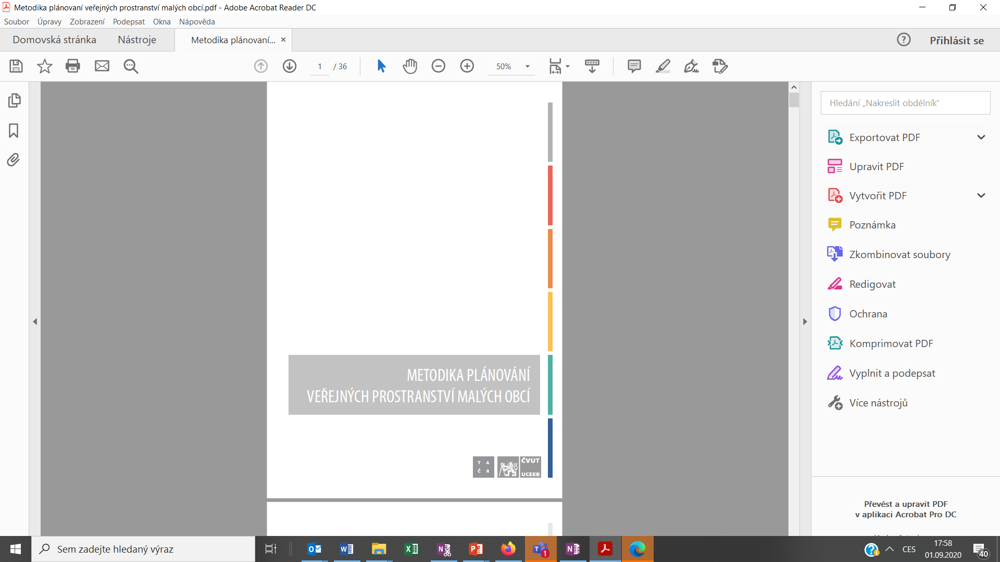 Metodika plánovaní veřejných prostranství malých obcí.pdf - Adobe Acrobat Reader DC
Soubor Úpravy Zobrazení Podepsat Okna Nápověda
Domovská stránka Nástroje Metodika plánovaní... × Přihlásit se
1 / 36 50%
Hledání „Nakreslit obdélník“
Exportovat PDF
Upravit PDF
Vytvořit PDF
Poznámka
Zkombinovat soubory
Redigovat
Ochrana
Komprimovat PDF
Vyplnit a podepsat
Více nástrojů
METODIKA PLÁNOVÁNÍ
VEŘEJNÝCH PROSTRANSTVÍ MALÝCH OBCÍ
T A
Č R
ČVUT
UCEEB
Převést a upravit PDF
v aplikaci Acrobat Pro DC
Sem zadejte hledaný výraz
CES
17:58
01.09.2020
40
1